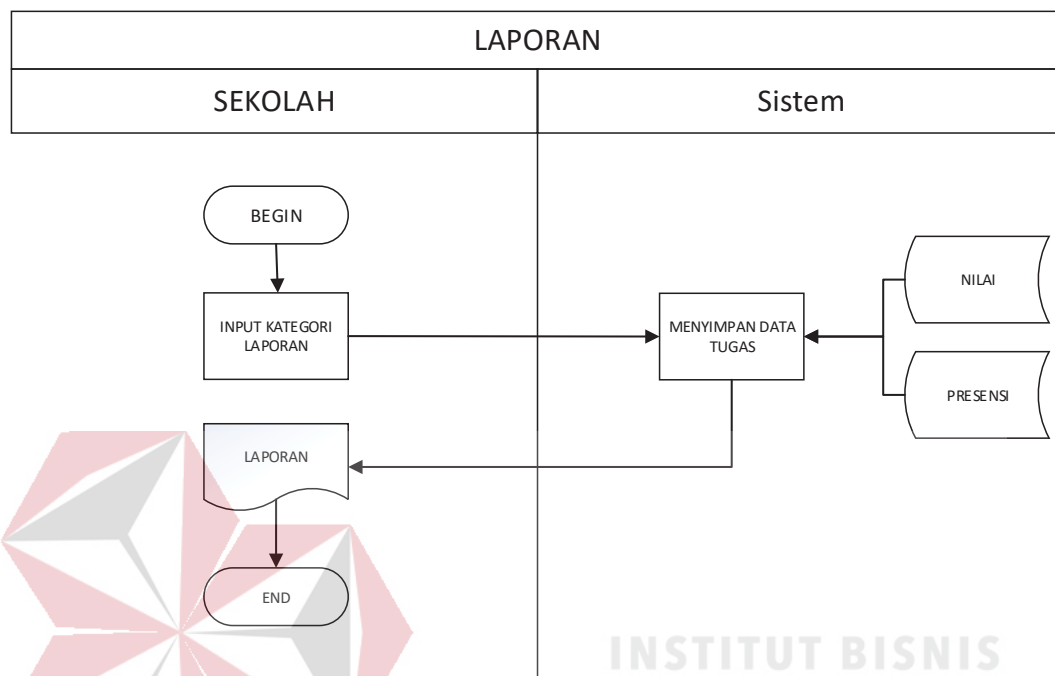 LAPORAN
SEKOLAH
Sistem
BEGIN
INPUT KATEGORI
LAPORAN
MENYIMPAN DATA
TUGAS
NILAI
PRESENSI
LAPORAN
END
INSTITUT BISNIS